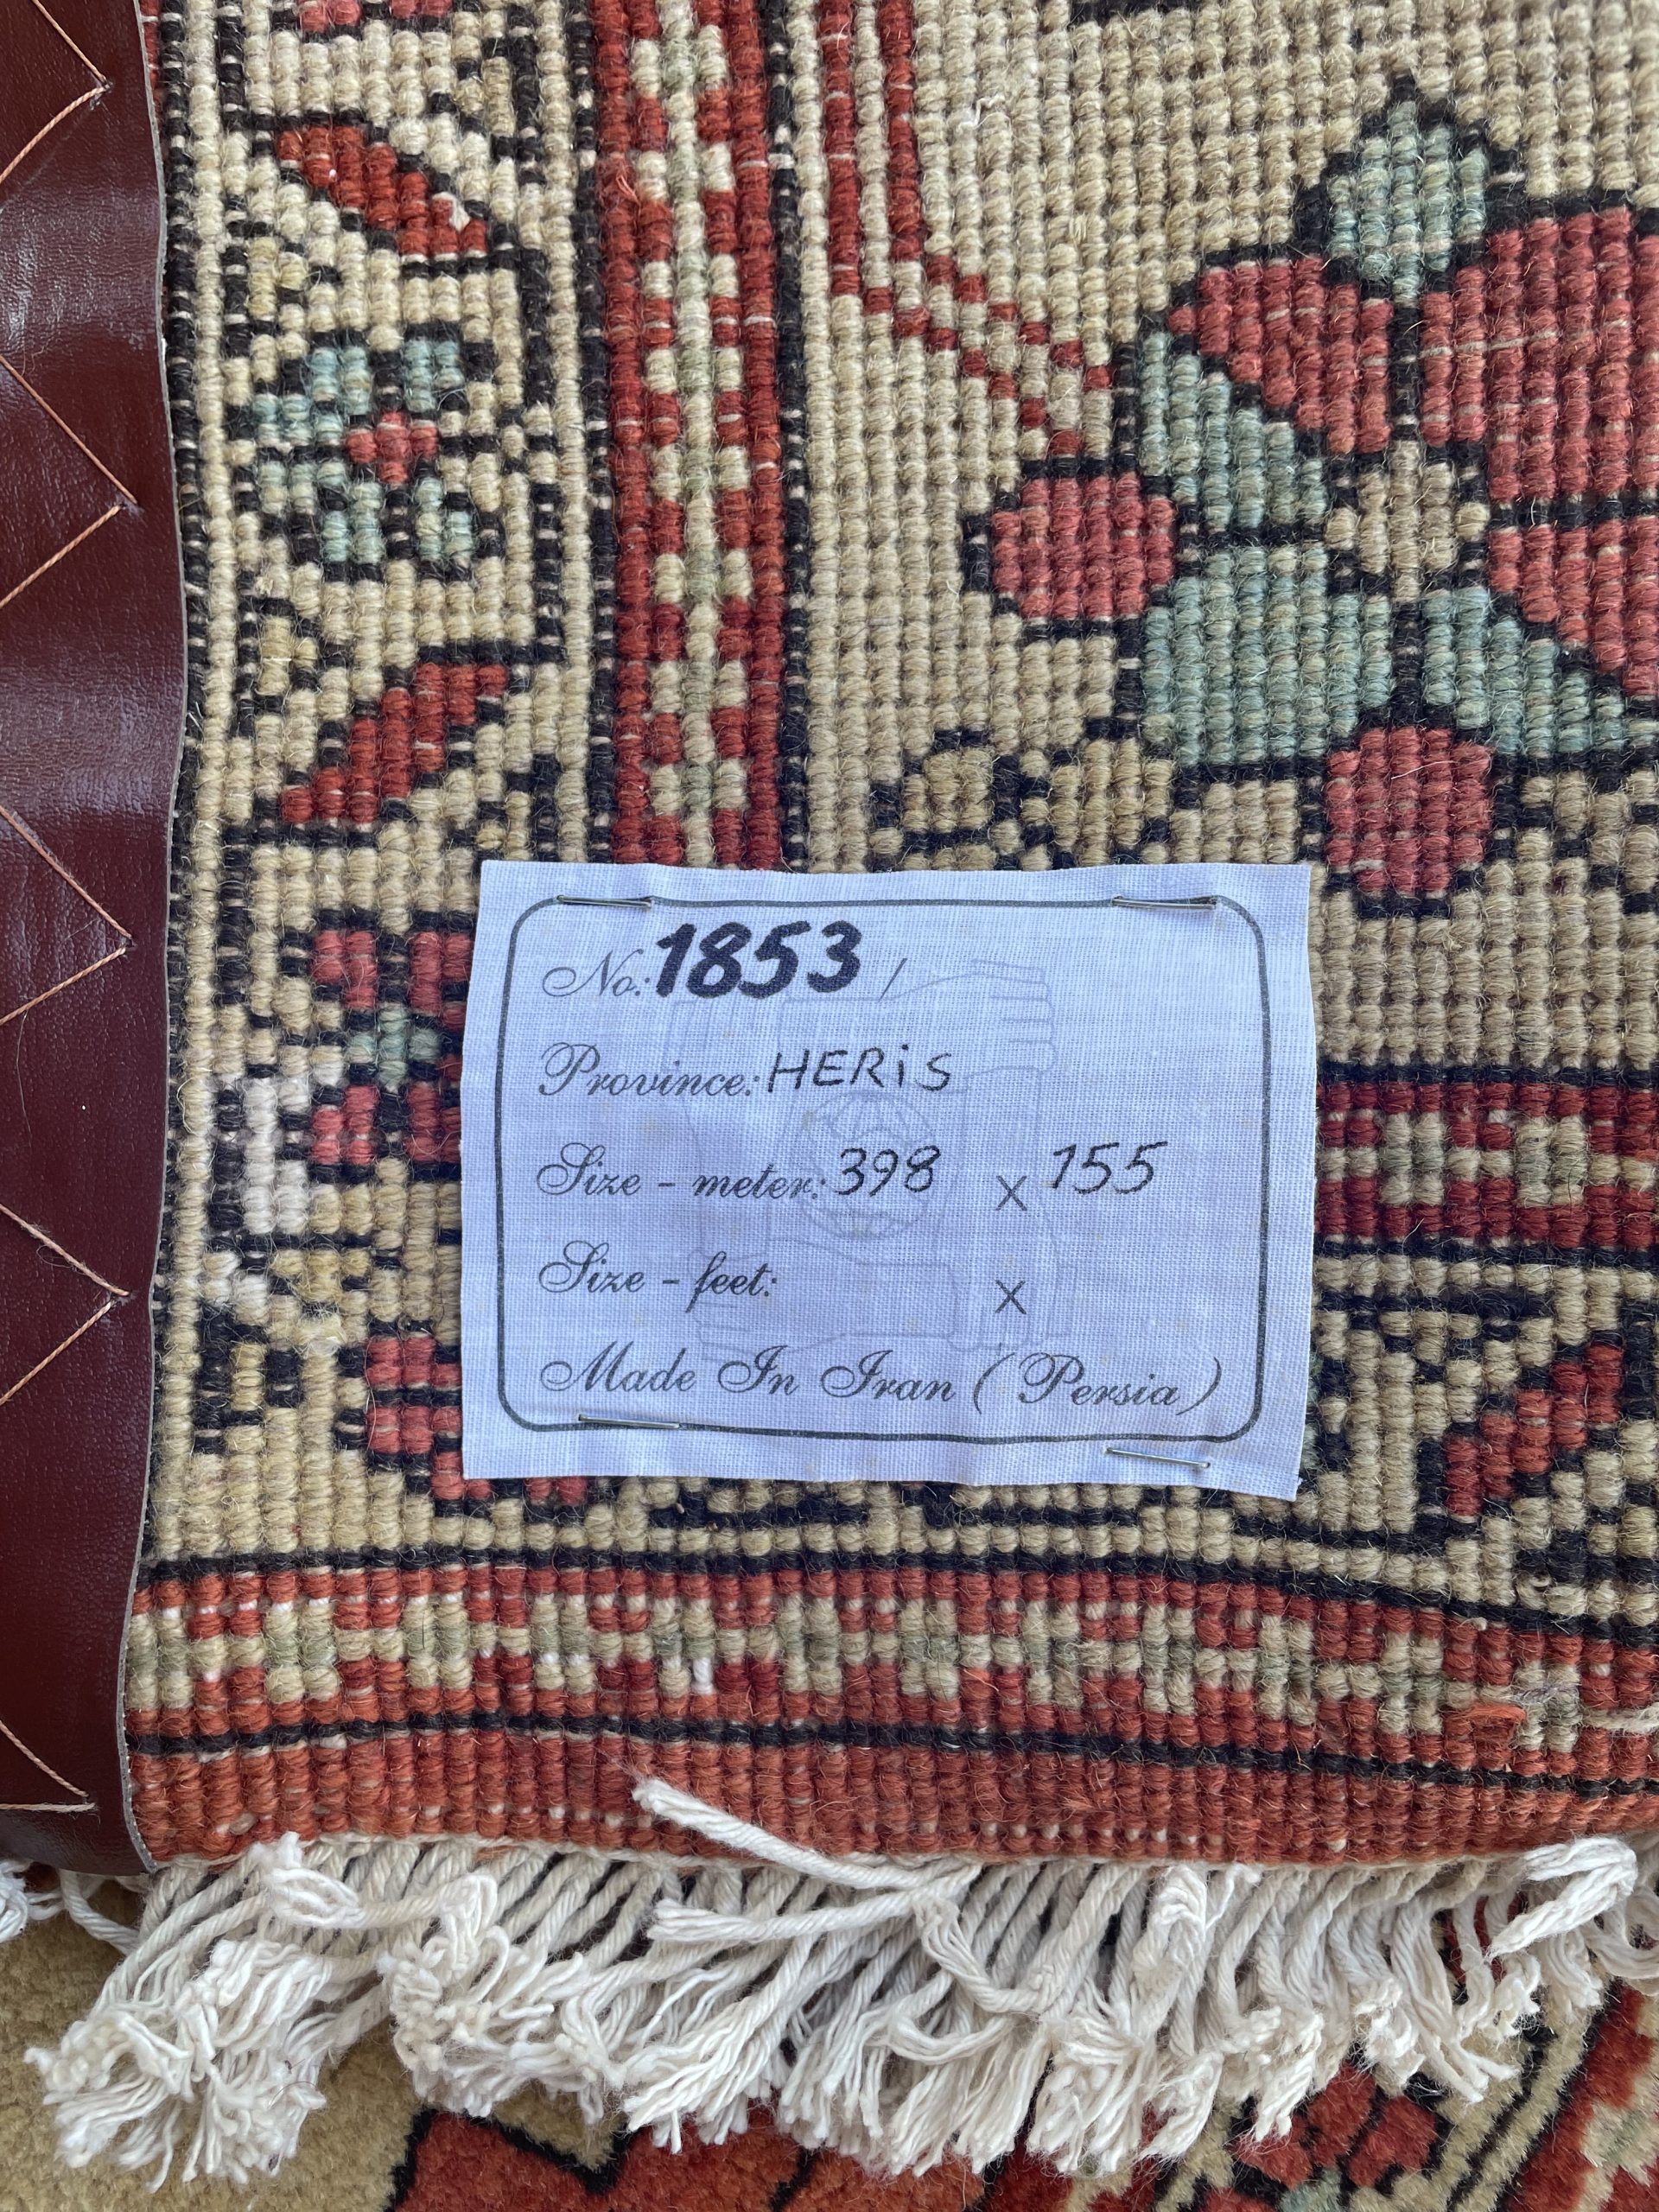 No.: 1853 /
Province: HERiS
Size - meter: 398 X 155
Size - feet: X
Made In Iran ( Persia )